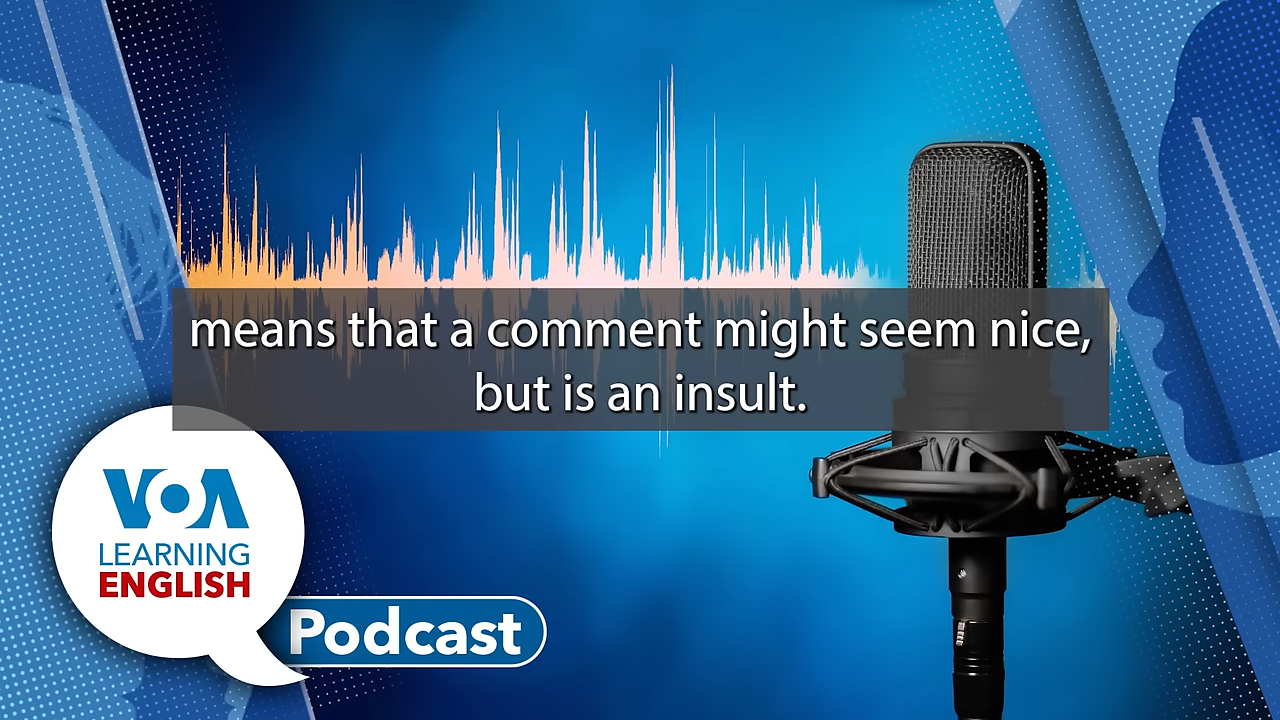 means that a comment might seem nice,
but is an insult.
VOA
LEARNING
ENGLISH
Podcast